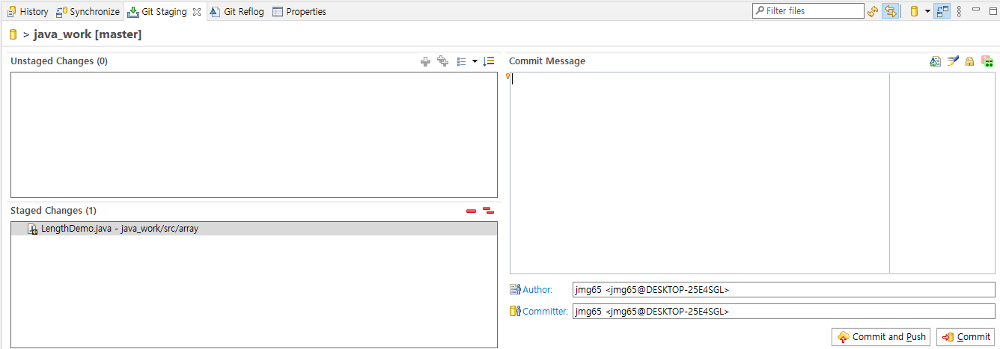 History Synchronize Git Staging Git Reflog Properties Filter files
> java_work [master]
Unstaged Changes (0)
Staged Changes (1)
LengthDemo.java - java_work/src/array
Commit Message
Author: jmg65 <jmg65@DESKTOP-25E4SGL>
Committer: jmg65 <jmg65@DESKTOP-25E4SGL>
Commit and Push Commit